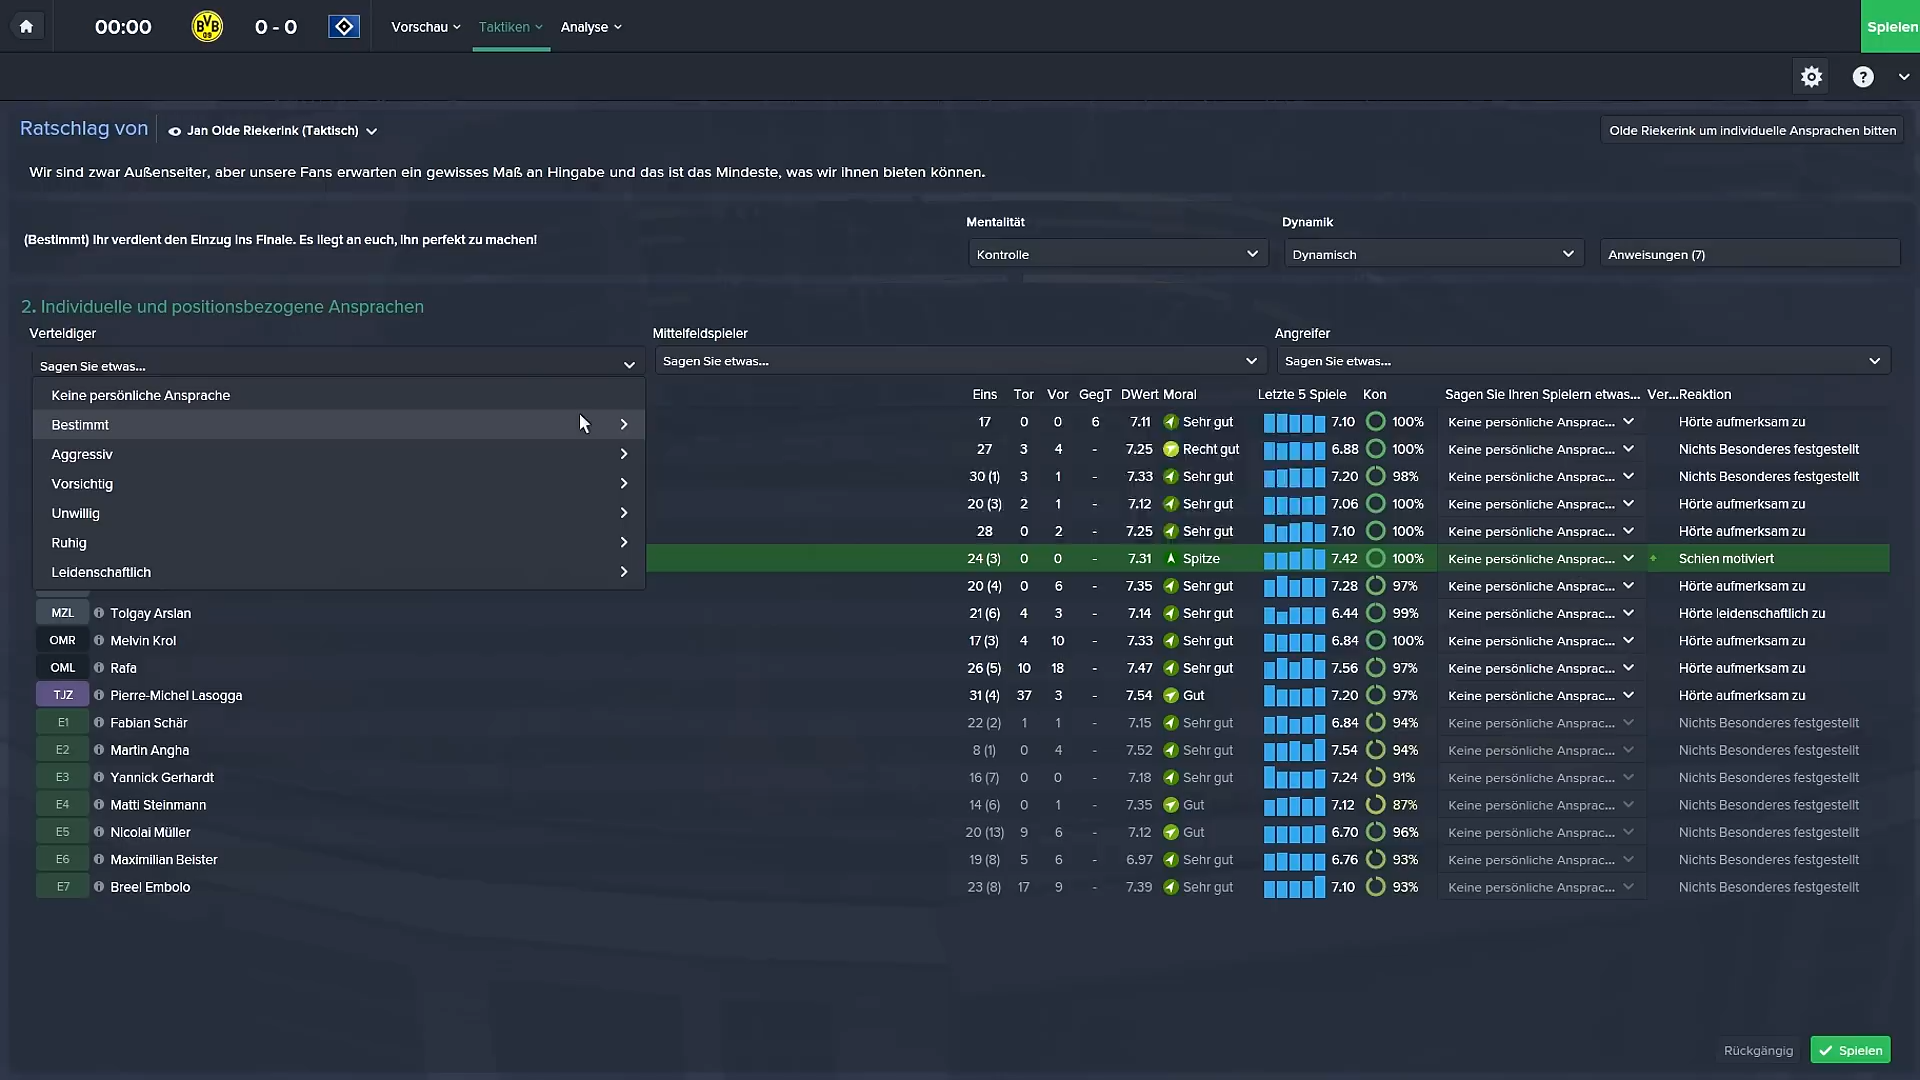 00:00
BVB
09
0 - 0
Vorschau
Taktiken
Analyse
Spielen
?
Ratschlag von
Jan Olde Riekerink (Taktisch)
Olde Riekerink um individuelle Ansprachen bitten
Wir sind zwar Außenseiter, aber unsere Fans erwarten ein gewisses Maß an Hingabe und das ist das Mindeste, was wir ihnen bieten können.
Mentalität
Dynamik
(Bestimmt) Ihr verdient den Einzug ins Finale. Es liegt an euch, ihn perfekt zu machen!
Kontrolle
Dynamisch
Anweisungen (7)
2. Individuelle und positionsbezogene Ansprachen
Verteidiger
Mittelfeldspieler
Angreifer
Sagen Sie etwas...
Sagen Sie etwas...
Sagen Sie etwas...
Keine persönliche Ansprache
Bestimmt
Aggressiv
Vorsichtig
Unwillig
Ruhig
Leidenschaftlich
Eins Tor Vor GegT DWert Moral Letzte 5 Spiele Kon Sagen Sie Ihren Spielern etwas... Ver... Reaktion
17 0 0 6 7.11 Sehr gut 7.10 100% Keine persönliche Ansprac... Hörte aufmerksam zu
27 3 4 - 7.25 Recht gut 6.88 100% Keine persönliche Ansprac... Nichts Besonderes festgestellt
30 (1) 3 1 - 7.33 Sehr gut 7.20 98% Keine persönliche Ansprac... Nichts Besonderes festgestellt
20 (3) 2 1 - 7.12 Sehr gut 7.06 100% Keine persönliche Ansprac... Hörte aufmerksam zu
28 0 2 - 7.25 Sehr gut 7.10 100% Keine persönliche Ansprac... Hörte aufmerksam zu
24 (3) 0 0 - 7.31 Spitze 7.42 100% Keine persönliche Ansprac... Schien motiviert
20 (4) 0 6 - 7.35 Sehr gut 7.28 97% Keine persönliche Ansprac... Hörte aufmerksam zu
MZL Tolgay Arslan 21 (6) 4 3 - 7.14 Sehr gut 6.44 99% Keine persönliche Ansprac... Hörte leidenschaftlich zu
OMR Melvin Krol 17 (3) 4 10 - 7.33 Sehr gut 6.84 100% Keine persönliche Ansprac... Hörte aufmerksam zu
OML Rafa 26 (5) 10 18 - 7.47 Sehr gut 7.56 97% Keine persönliche Ansprac... Hörte aufmerksam zu
TJZ Pierre-Michel Lasogga 31 (4) 37 3 - 7.54 Gut 7.20 97% Keine persönliche Ansprac... Hörte aufmerksam zu
E1 Fabian Schär 22 (2) 1 1 - 7.15 Sehr gut 6.84 94% Keine persönliche Ansprac... Nichts Besonderes festgestellt
E2 Martin Angha 8 (1) 0 4 - 7.52 Sehr gut 7.54 94% Keine persönliche Ansprac... Nichts Besonderes festgestellt
E3 Yannick Gerhardt 16 (7) 0 0 - 7.18 Sehr gut 7.24 91% Keine persönliche Ansprac... Nichts Besonderes festgestellt
E4 Matti Steinmann 14 (6) 0 1 - 7.35 Gut 7.12 87% Keine persönliche Ansprac... Nichts Besonderes festgestellt
E5 Nicolai Müller 20 (13) 9 6 - 7.12 Gut 6.70 96% Keine persönliche Ansprac... Nichts Besonderes festgestellt
E6 Maximilian Beister 19 (8) 5 6 - 6.97 Sehr gut 6.76 93% Keine persönliche Ansprac... Nichts Besonderes festgestellt
E7 Breel Embolo 23 (8) 17 9 - 7.39 Sehr gut 7.10 93% Keine persönliche Ansprac... Nichts Besonderes festgestellt
Rückgängig
Spielen